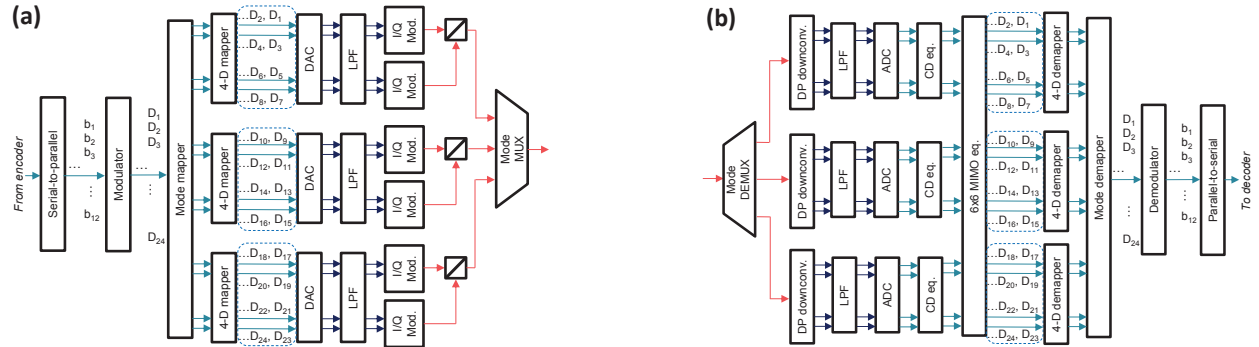 (a)
From encoder
Serial-to-parallel
...
b1
b2
b3
...
b12
Modulator
...
D1
D2
D3
...
D24
Mode mapper
4-D mapper
...D2, D1
...D4, D3
...D6, D5
...D8, D7
DAC
LPF
I/Q Mod.
I/Q Mod.
4-D mapper
...D10, D9
...D12, D11
...D14, D13
...D16, D15
DAC
LPF
I/Q Mod.
I/Q Mod.
4-D mapper
...D18, D17
...D20, D19
...D22, D21
...D24, D23
DAC
LPF
I/Q Mod.
I/Q Mod.
Mode
MUX
(b)
Mode
DEMUX
DP downconv.
LPF
ADC
CD eq.
DP downconv.
LPF
ADC
CD eq.
DP downconv.
LPF
ADC
CD eq.
6x6 MIMO eq.
...D2, D1
...D4, D3
...D6, D5
...D8, D7
4-D demapper
...D10, D9
...D12, D11
...D14, D13
...D16, D15
4-D demapper
...D18, D17
...D20, D19
...D22, D21
...D24, D23
4-D demapper
Mode demapper
D1
D2
D3
...
...
D24
Demodulator
...
b1
b2
b3
...
b12
Parallel-to-serial
To decoder